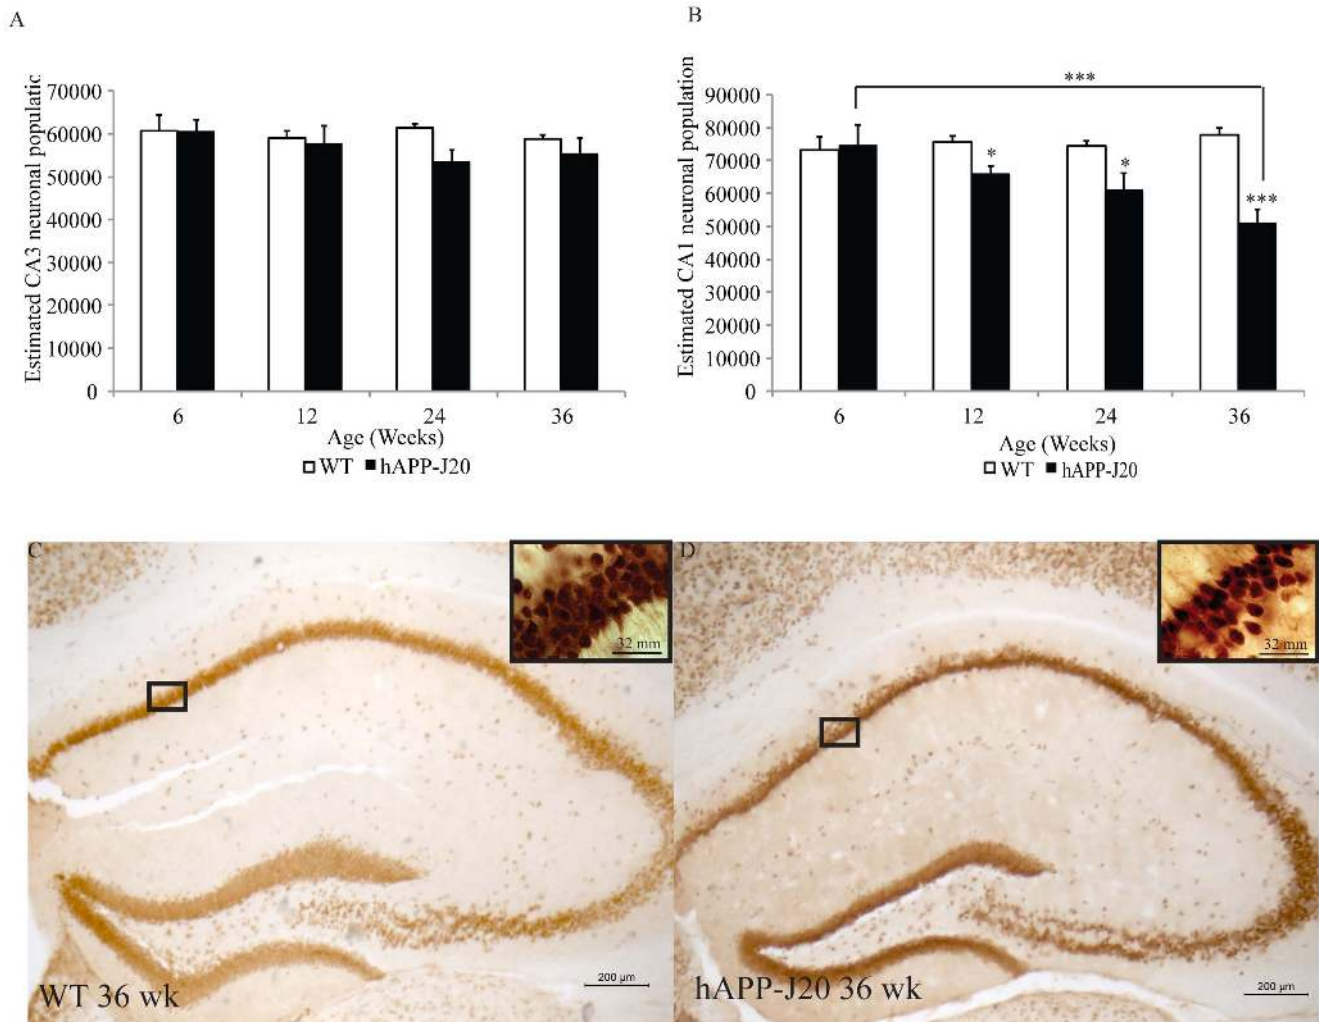 A
B
Estimated CA3 neuronal populatic
70000
60000
50000
40000
30000
20000
10000
0
6
12
24
36
Age (Weeks)
WT hAPP-J20
Estimated CA1 neuronal population
90000
80000
70000
60000
50000
40000
30000
20000
10000
0
***
*
*
***
6
12
24
36
Age (Weeks)
WT hAPP-J20
C
32 mm
WT 36 wk
200 µm
D
32 mm
hAPP-J20 36 wk
200 µm